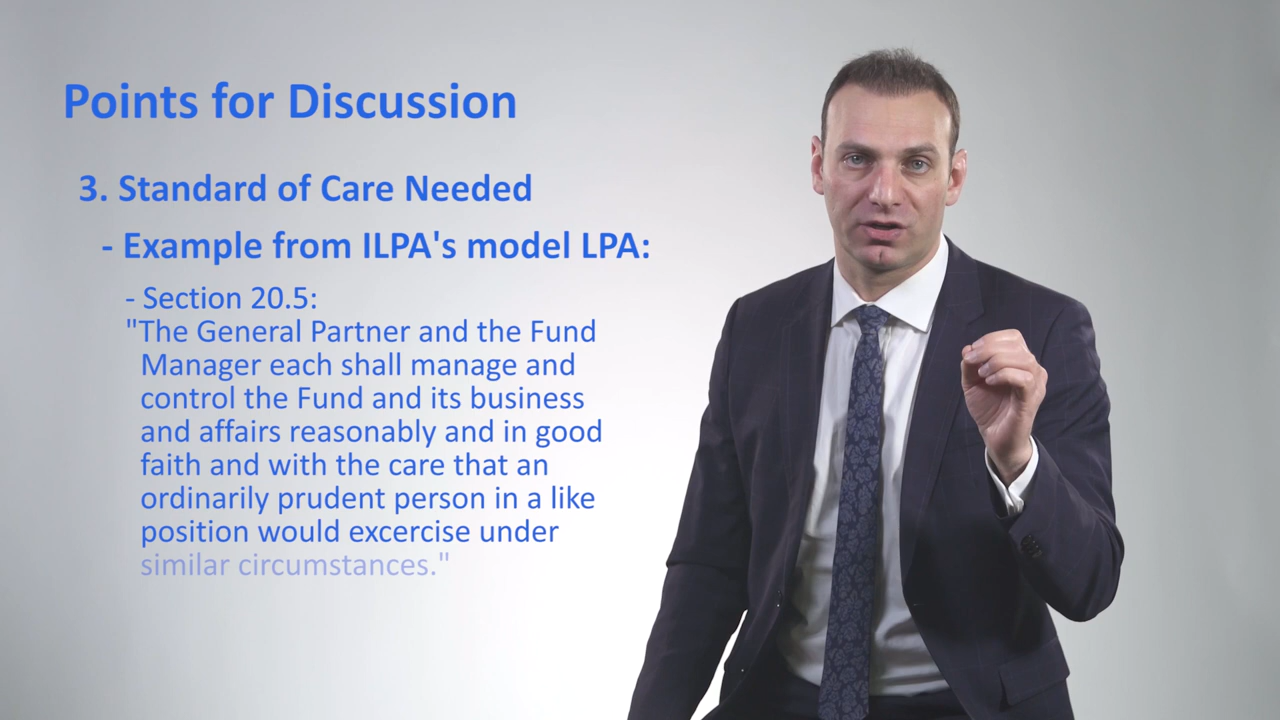 Points for Discussion
3. Standard of Care Needed
- Example from ILPA's model LPA:
- Section 20.5:
"The General Partner and the Fund
Manager each shall manage and
control the Fund and its business
and affairs reasonably and in good
faith and with the care that an
ordinarily prudent person in a like
position would excercise under
similar circumstances."